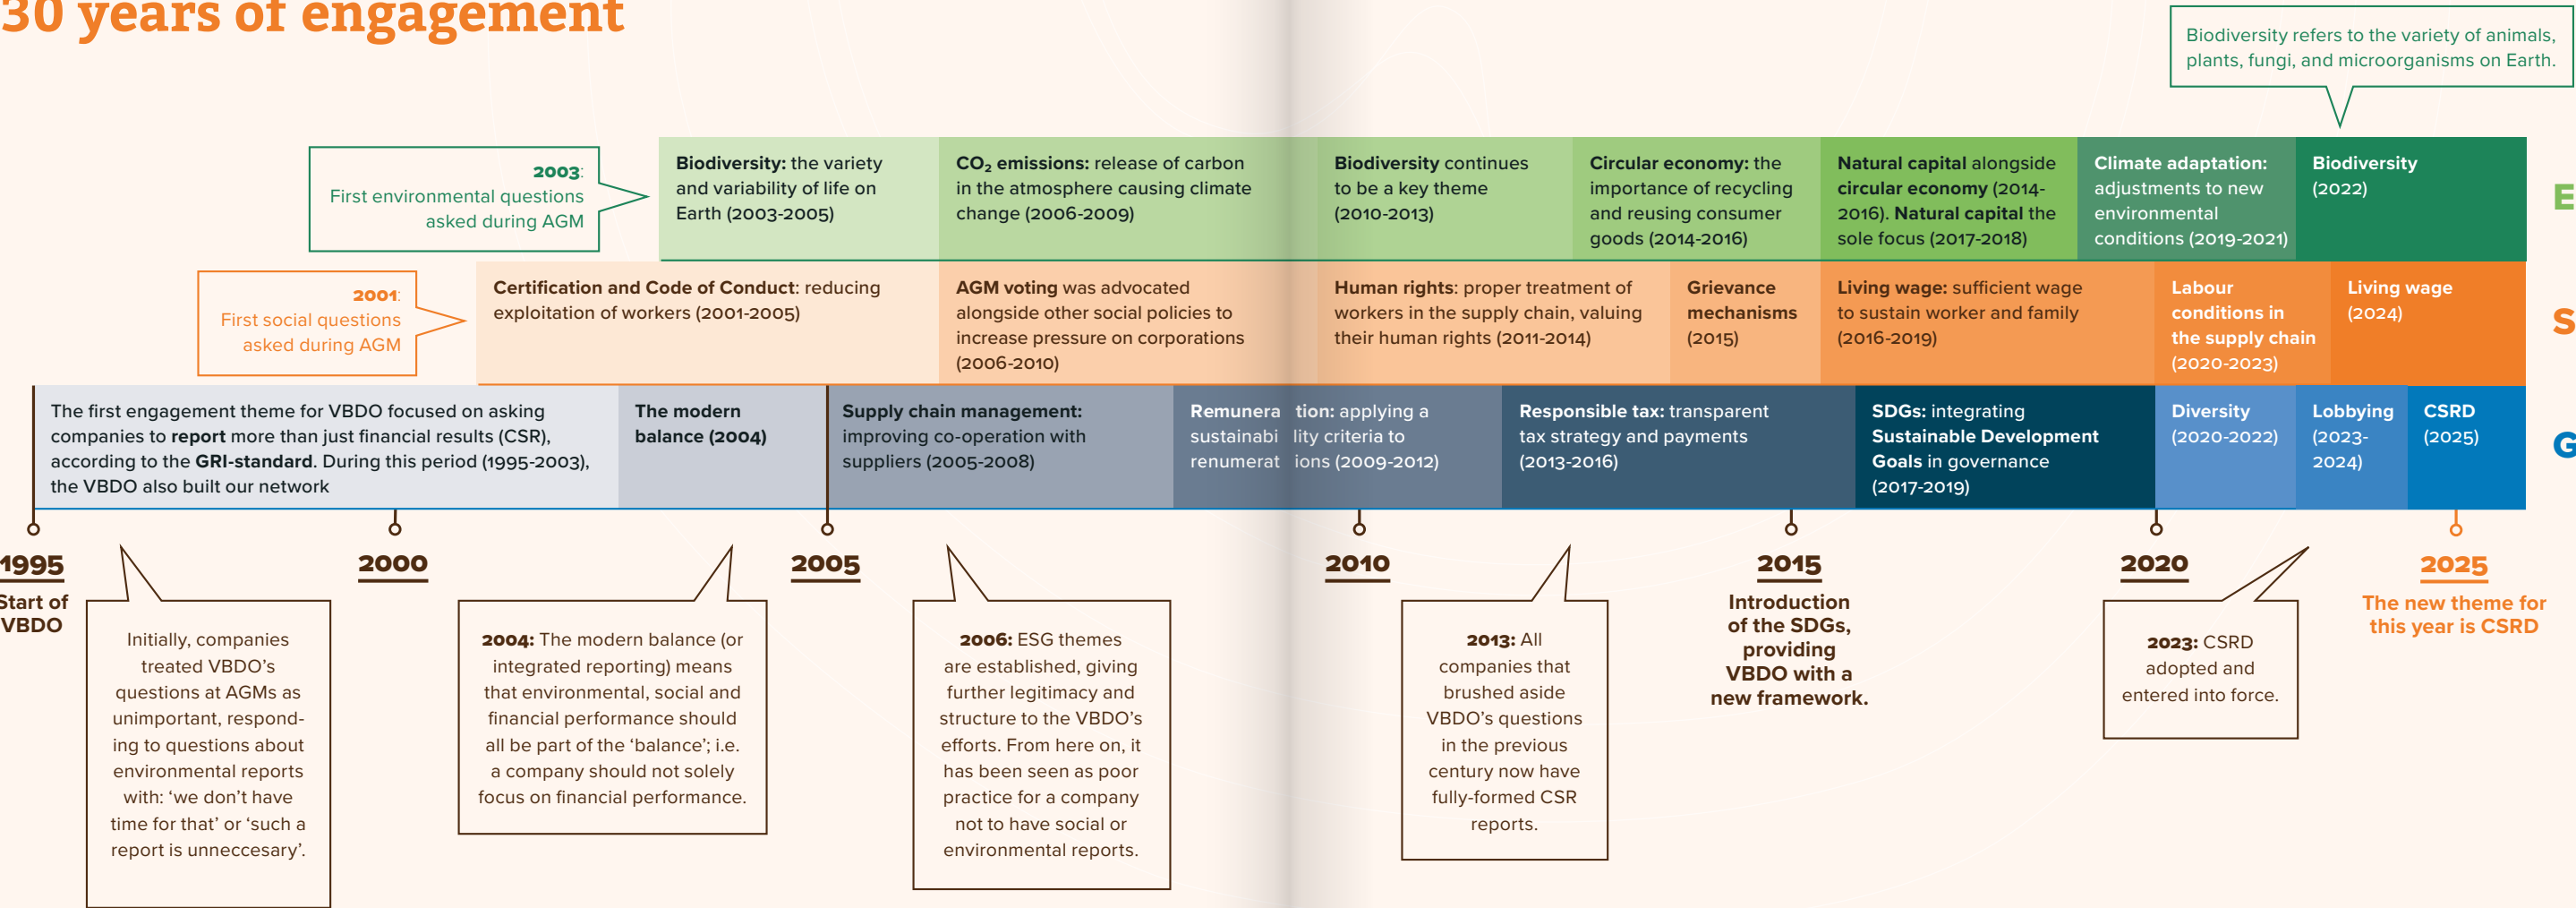 30 years of engagement
Biodiversity refers to the variety of animals,
plants, fungi, and microorganisms on Earth.
2003:
First environmental questions
asked during AGM
Biodiversity: the variety
and variability of life on
Earth (2003-2005)
CO₂ emissions: release of carbon
in the atmosphere causing climate
change (2006-2009)
Biodiversity continues
to be a key theme
(2010-2013)
Circular economy: the
importance of recycling
and reusing consumer
goods (2014-2016)
Natural capital alongside
circular economy (2014-
2016). Natural capital the
sole focus (2017-2018)
Climate adaptation:
adjustments to new
environmental
conditions (2019-2021)
Biodiversity
(2022)
E
2001:
First social questions
asked during AGM
Certification and Code of Conduct: reducing
exploitation of workers (2001-2005)
AGM voting was advocated
alongside other social policies to
increase pressure on corporations
(2006-2010)
Human rights: proper treatment of
workers in the supply chain, valuing
their human rights (2011-2014)
Grievance
mechanisms
(2015)
Living wage: sufficient wage
to sustain worker and family
(2016-2019)
Labour
conditions in
the supply chain
(2020-2023)
Living wage
(2024)
S
The first engagement theme for VBDO focused on asking
companies to report more than just financial results (CSR),
according to the GRI-standard. During this period (1995-2003),
the VBDO also built our network
The modern
balance (2004)
Supply chain management:
improving co-operation with
suppliers (2005-2008)
Remunera tion: applying a
sustainabi lity criteria to
renumerat ions (2009-2012)
Responsible tax: transparent
tax strategy and payments
(2013-2016)
SDGs: integrating
Sustainable Development
Goals in governance
(2017-2019)
Diversity
(2020-2022)
Lobbying
(2023-
2024)
CSRD
(2025)
G
1995
Start of
VBDO
2000
2005
2010
2015
Introduction
of the SDGs,
providing
VBDO with a
new framework.
2020
2025
The new theme for
this year is CSRD
Initially, companies
treated VBDO's
questions at AGMs as
unimportant, respond-
ing to questions about
environmental reports
with: 'we don't have
time for that' or 'such a
report is unneccesary'.
2004: The modern balance (or
integrated reporting) means
that environmental, social and
financial performance should
all be part of the 'balance'; i.e.
a company should not solely
focus on financial performance.
2006: ESG themes
are established, giving
further legitimacy and
structure to the VBDO's
efforts. From here on, it
has been seen as poor
practice for a company
not to have social or
environmental reports.
2013: All
companies that
brushed aside
VBDO's questions
in the previous
century now have
fully-formed CSR
reports.
2023: CSRD
adopted and
entered into force.